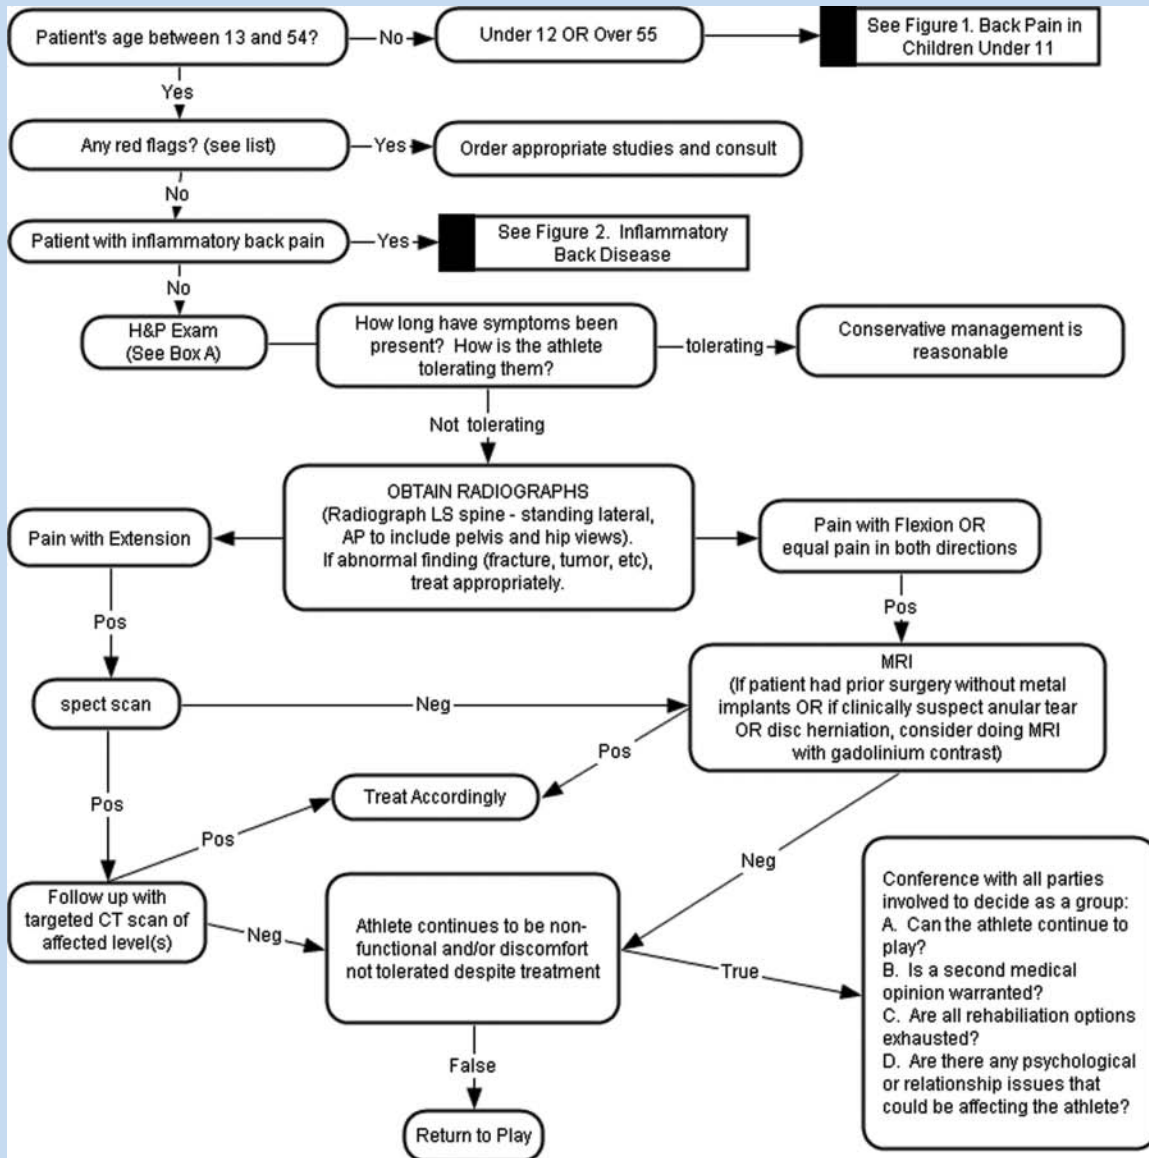 Patient's age between 13 and 54?
No
Under 12 OR Over 55
See Figure 1. Back Pain in
Children Under 11
Yes
Any red flags? (see list)
Yes
Order appropriate studies and consult
No
Patient with inflammatory back pain
Yes
See Figure 2. Inflammatory
Back Disease
No
H&P Exam
(See Box A)
How long have symptoms been
present? How is the athlete
tolerating them?
tolerating
Conservative management is
reasonable
Not tolerating
OBTAIN RADIOGRAPHS
(Radiograph LS spine - standing lateral,
AP to include pelvis and hip views).
If abnormal finding (fracture, tumor, etc),
treat appropriately.
Pain with Extension
Pain with Flexion OR
equal pain in both directions
Pos
Pos
spect scan
Neg
MRI
(If patient had prior surgery without metal
implants OR if clinically suspect anular tear
OR disc herniation, consider doing MRI
with gadolinium contrast)
Pos
Treat Accordingly
Pos
Pos
Neg
Follow up with
targeted CT scan of
affected level(s)
Neg
Athlete continues to be non-
functional and/or discomfort
not tolerated despite treatment
True
Conference with all parties
involved to decide as a group:
A. Can the athlete continue to
play?
B. Is a second medical
opinion warranted?
C. Are all rehabiliation options
exhausted?
D. Are there any psychological
or relationship issues that
could be affecting the athlete?
False
Return to Play